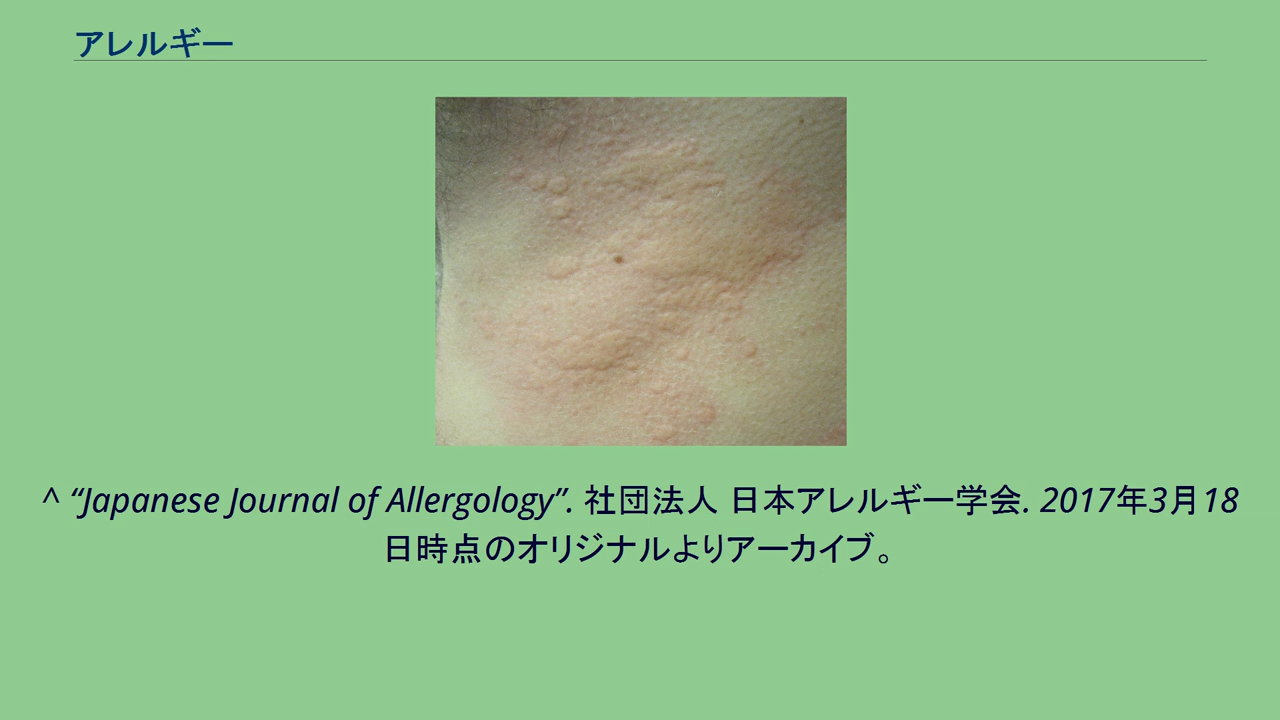 アレルギー
^ “Japanese Journal of Allergology”. 社団法人 日本アレルギー学会. 2017年3月18
日時点のオリジナルよりアーカイブ。